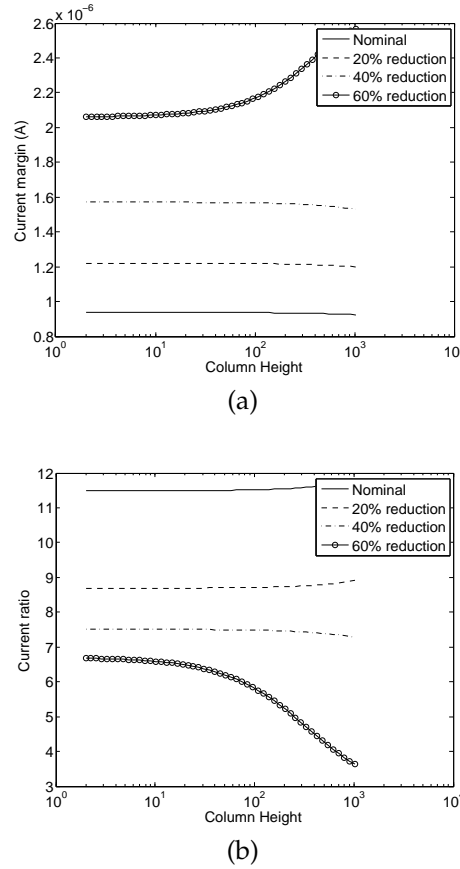 x 10^-6
2.6
2.4
2.2
2
1.8
1.6
1.4
1.2
1
0.8
Current margin (A)
Nominal
20% reduction
40% reduction
60% reduction
10^0
10^1
10^2
10^3
10
Column Height
(a)
12
11
10
9
8
7
6
5
4
3
Current ratio
Nominal
20% reduction
40% reduction
60% reduction
10^0
10^1
10^2
10^3
10
Column Height
(b)